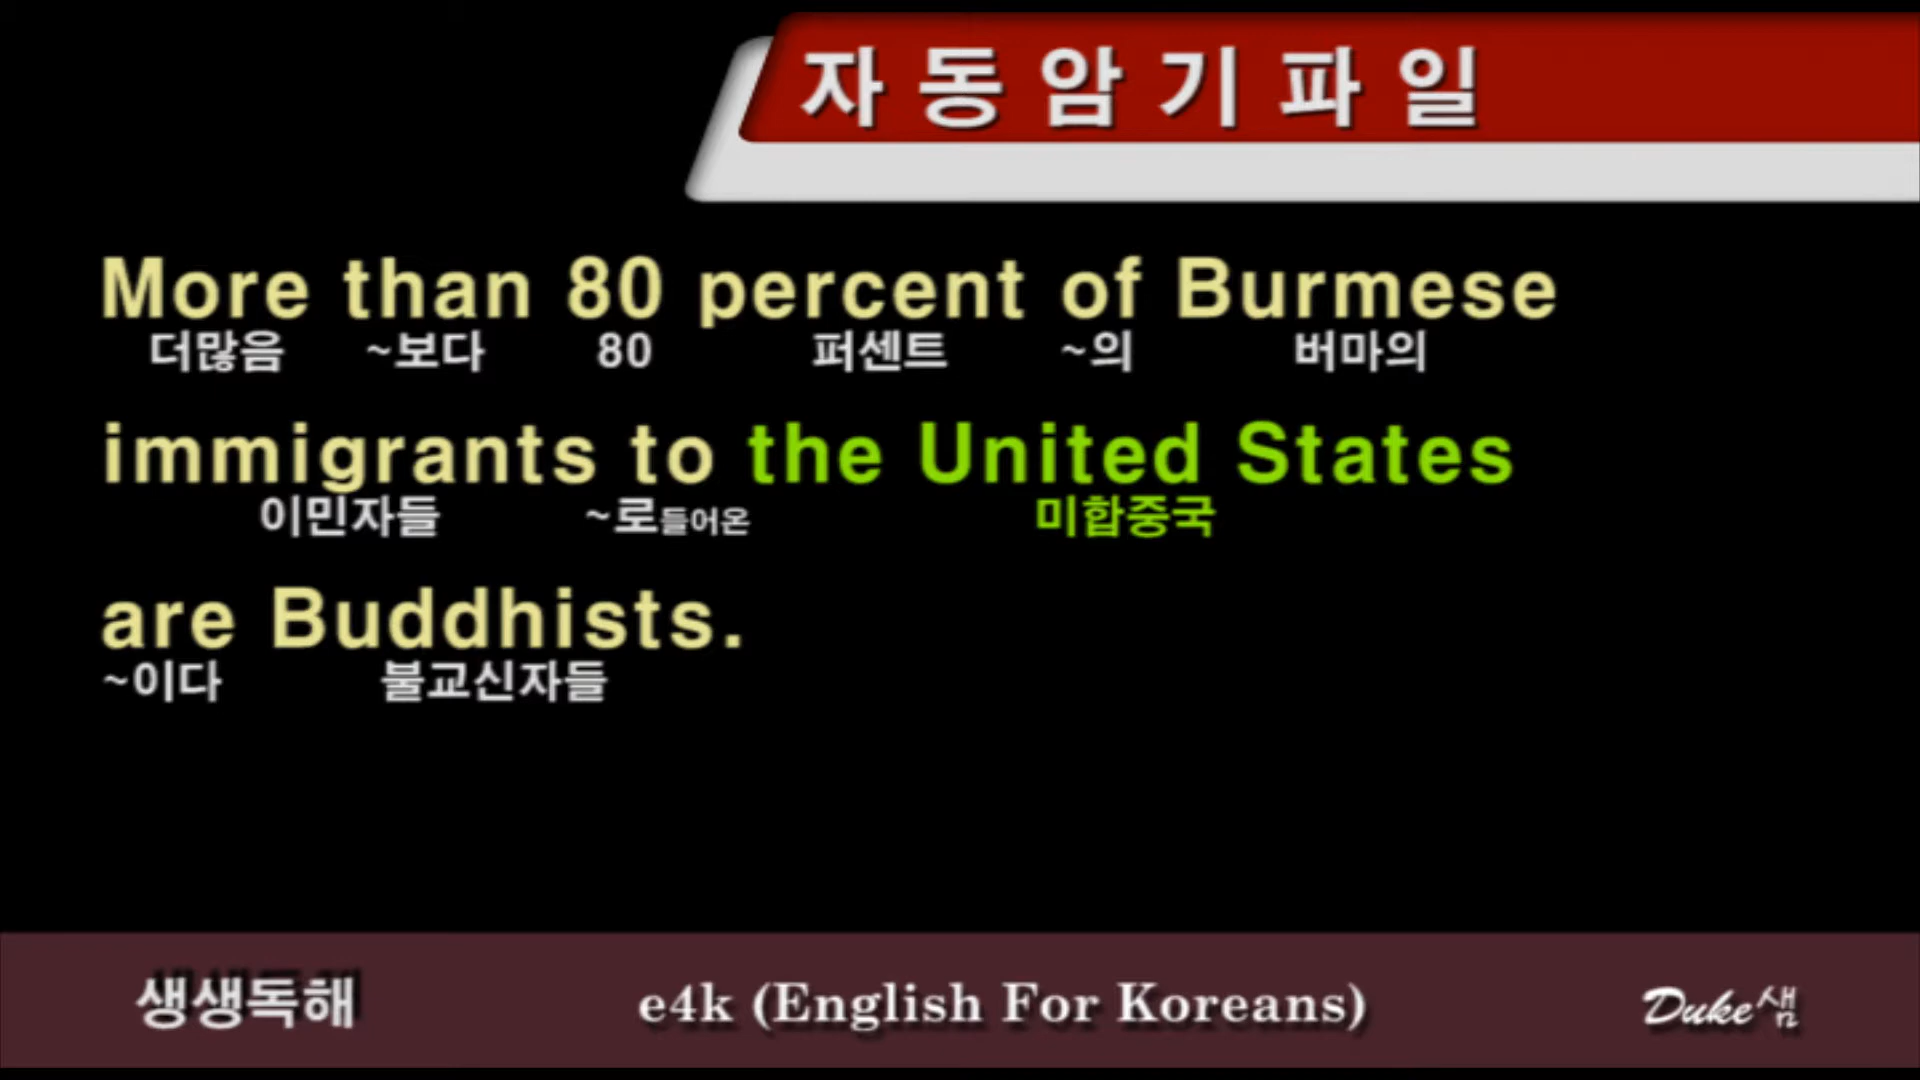 자동암기파일
More than 80 percent of Burmese
더많음 ~보다 80 퍼센트 ~의 버마의
immigrants to the United States
이민자들 ~로들어온 미합중국
are Buddhists.
~이다 불교신자들
생생독해 e4k (English For Koreans) Duke샘